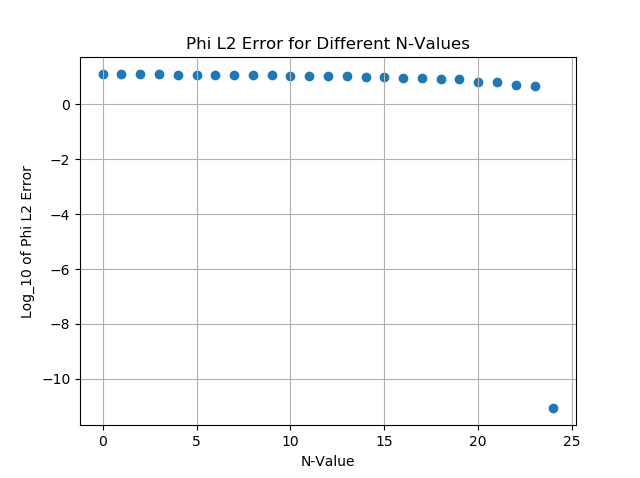 Phi L2 Error for Different N-Values
Log_10 of Phi L2 Error
0
−2
−4
−6
−8
−10
0 5 10 15 20 25
N-Value